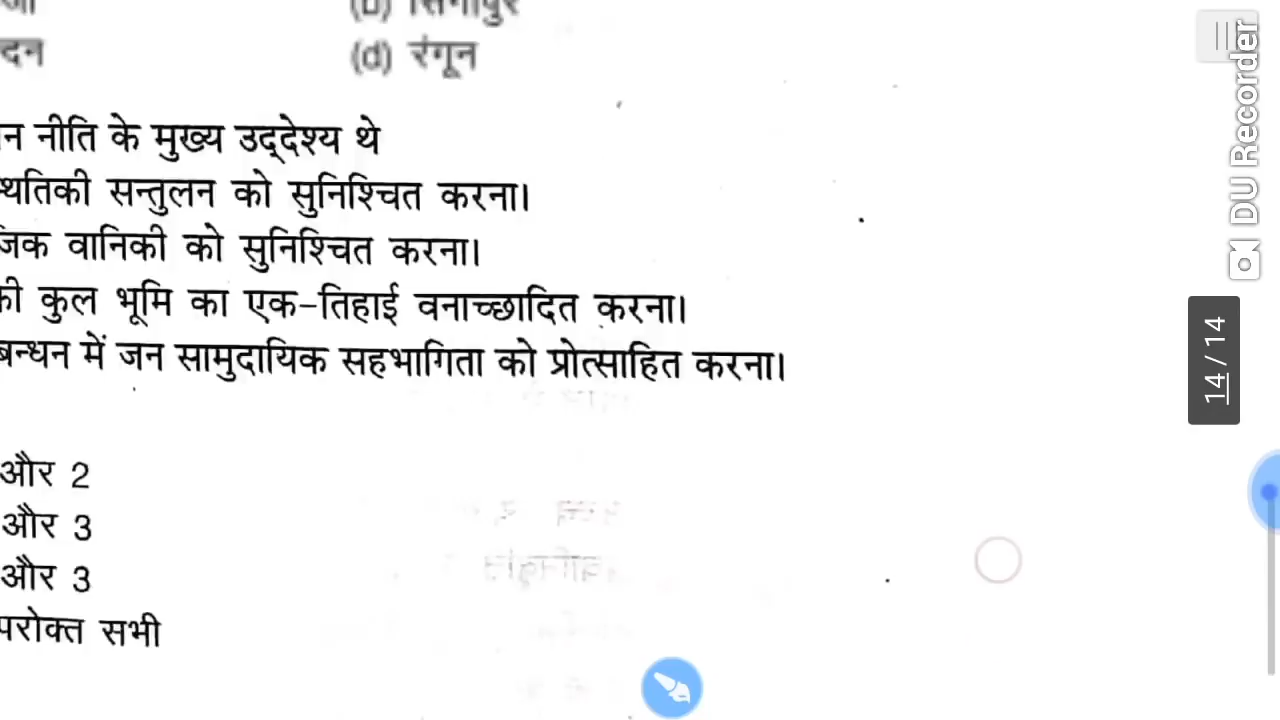 (b) सिंगापुर
(d) रंगून
न नीति के मुख्य उद्देश्य थे
थतिकी सन्तुलन को सुनिश्चित करना।
जिक वानिकी को सुनिश्चित करना।
की कुल भूमि का एक-तिहाई वनाच्छादित करना।
बन्धन में जन सामुदायिक सहभागिता को प्रोत्साहित करना।
और 2
और 3
और 3
परोक्त सभी
14 / 14
DU Recorder